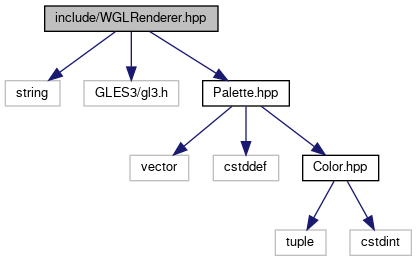 include/WGLRenderer.hpp
string
GLES3/gl3.h
Palette.hpp
vector
cstddef
Color.hpp
tuple
cstdint